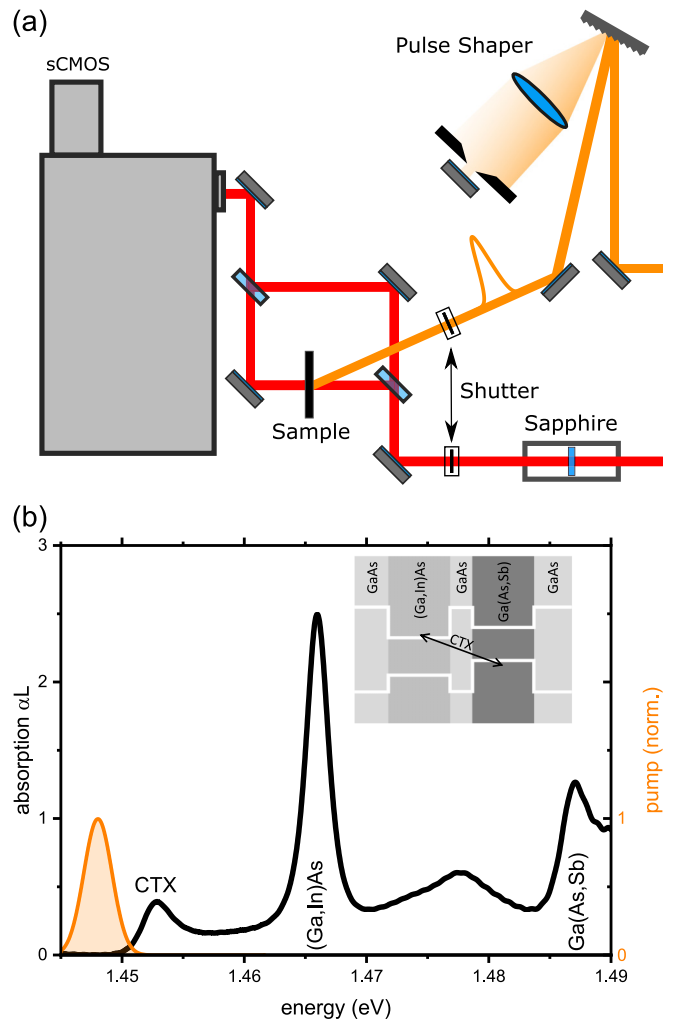 (a)
sCMOS
Pulse Shaper
Shutter
Sample
Sapphire
(b)
3
2
1
0
absorption αL
1
0
pump (norm.)
CTX
(Ga,In)As
Ga(As,Sb)
GaAs
(Ga,In)As
GaAs
Ga(As,Sb)
GaAs
CTX
1.45
1.46
1.47
1.48
1.49
energy (eV)